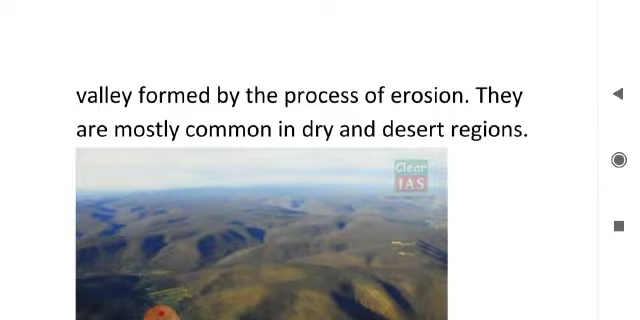 valley formed by the process of erosion. They
are mostly common in dry and desert regions.
Clear
IAS